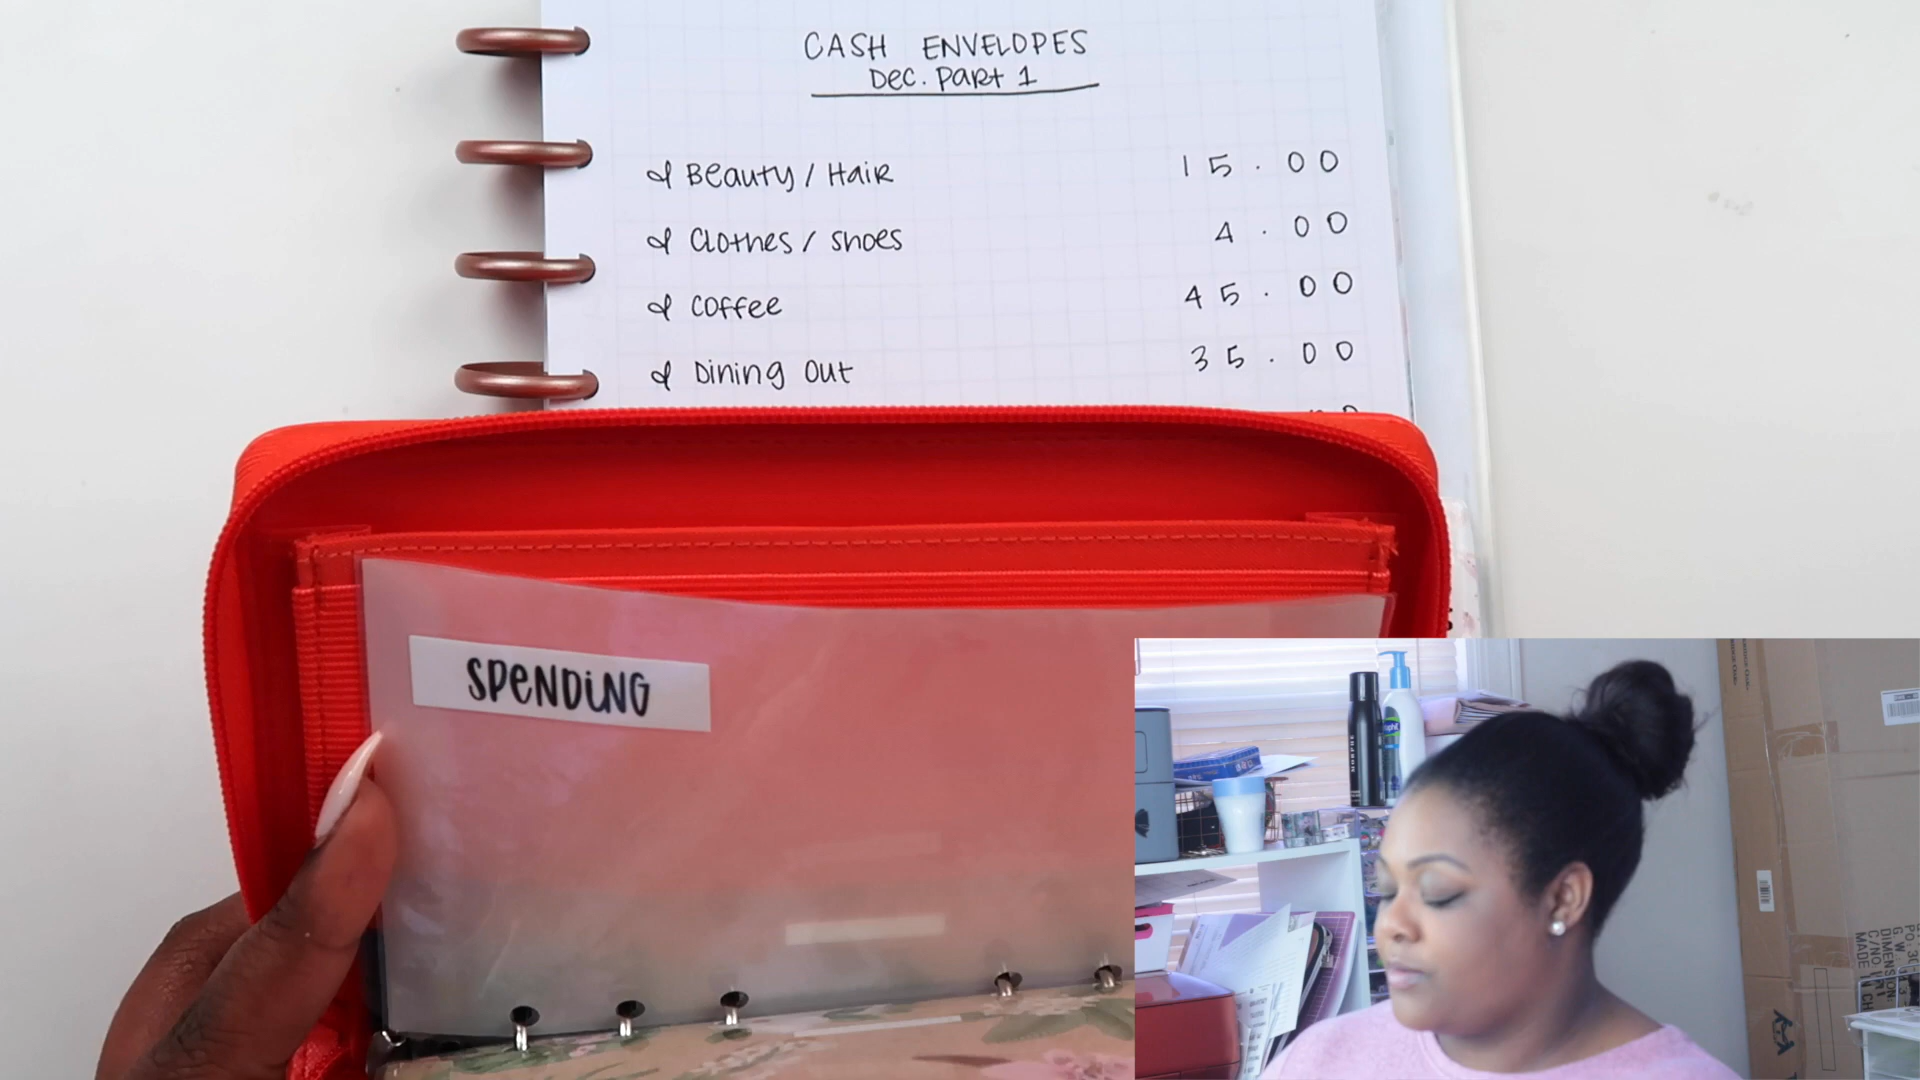 CASH ENVELOPES
Dec. Part 1
Beauty / Hair 15.00
Clothes / Shoes 4.00
Coffee 45.00
Dining Out 35.00
SPENDING
MORPHE